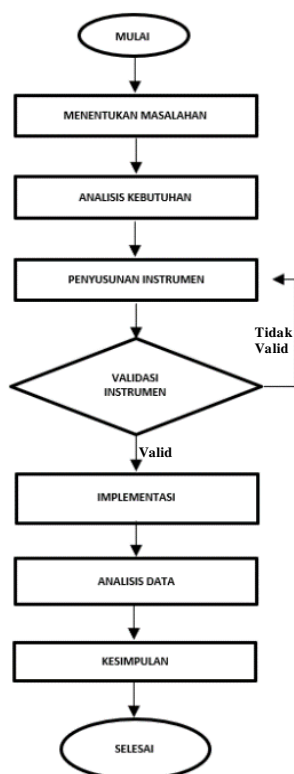 MULAI
MENENTUKAN MASALAHAN
ANALISIS KEBUTUHAN
PENYUSUNAN INSTRUMEN
Tidak
Valid
VALIDASI
INSTRUMEN
Valid
IMPLEMENTASI
ANALISIS DATA
KESIMPULAN
SELESAI